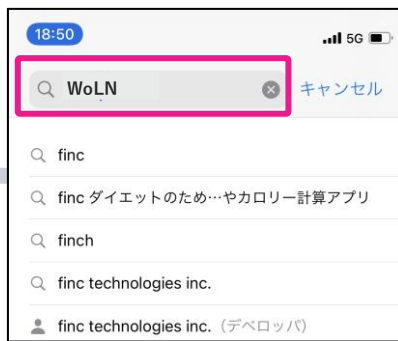 18:50 5G
WoLN キャンセル
finc
finc ダイエットのため…やカロリー計算アプリ
finch
finc technologies inc.
finc technologies inc.（デベロッパ）